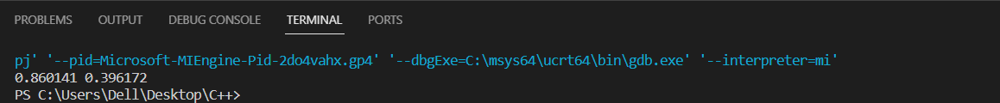 PROBLEMS OUTPUT DEBUG CONSOLE TERMINAL PORTS
pj' '--pid=Microsoft-MIEngine-Pid-2do4vahx.gp4' '--dbgExe=C:\msys64\ucrt64\bin\gdb.exe' '--interpreter=mi'
0.860141 0.396172
PS C:\Users\Dell\Desktop\C++>